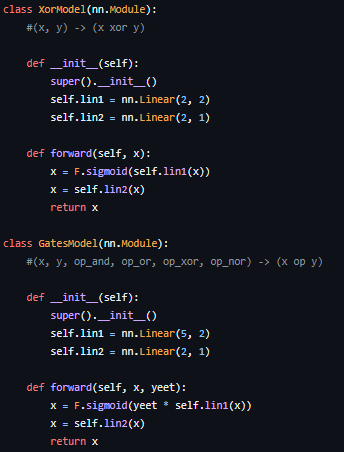 class XorModel(nn.Module):
    #(x, y) -> (x xor y)

    def __init__(self):
        super().__init__()
        self.lin1 = nn.Linear(2, 2)
        self.lin2 = nn.Linear(2, 1)

    def forward(self, x):
        x = F.sigmoid(self.lin1(x))
        x = self.lin2(x)
        return x

class GatesModel(nn.Module):
    #(x, y, op_and, op_or, op_xor, op_nor) -> (x op y)

    def __init__(self):
        super().__init__()
        self.lin1 = nn.Linear(5, 2)
        self.lin2 = nn.Linear(2, 1)

    def forward(self, x, yeet):
        x = F.sigmoid(yeet * self.lin1(x))
        x = self.lin2(x)
        return x